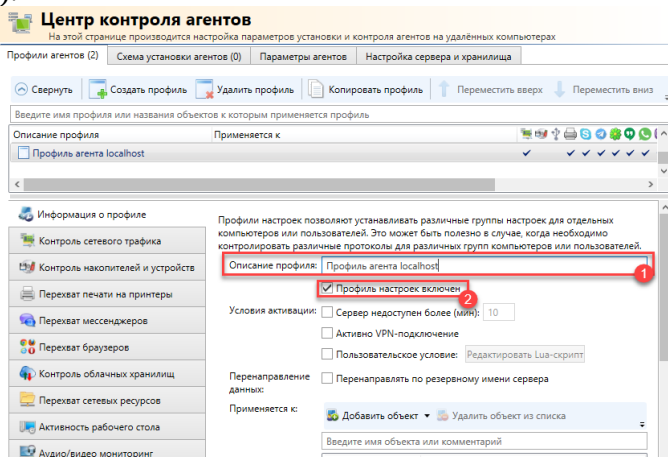 ).
Центр контроля агентов
На этой странице производится настройка параметров установки и контроля агентов на удалённых компьютерах
Профили агентов (2) Схема установки агентов (0) Параметры агентов Настройка сервера и хранилища
Свернуть Создать профиль Удалить профиль Копировать профиль Переместить вверх Переместить вниз
Введите имя профиля или названия объектов к которым применяется профиль
Описание профиля Применяется к
Профиль агента localhost
Информация о профиле
Контроль сетевого трафика
Контроль накопителей и устройств
Перехват печати на принтеры
Перехват мессенджеров
Перехват браузеров
Контроль облачных хранилищ
Перехват сетевых ресурсов
Активность рабочего стола
Аудио/видео мониторинг
Профили настроек позволяют устанавливать различные группы настроек для отдельных
компьютеров или пользователей. Это может быть полезно в случае, когда необходимо
контролировать различные протоколы для различных групп компьютеров или пользователей.
Описание профиля: Профиль агента localhost
1
Профиль настроек включен
2
Условия активации: Сервер недоступен более (мин): 10
Активно VPN-подключение
Пользовательское условие: Редактировать Lua-скрипт
Перенаправление Перенаправлять по резервному имени сервера
данных:
Применяется к: Добавить объект Удалить объект из списка
Введите имя объекта или комментарий